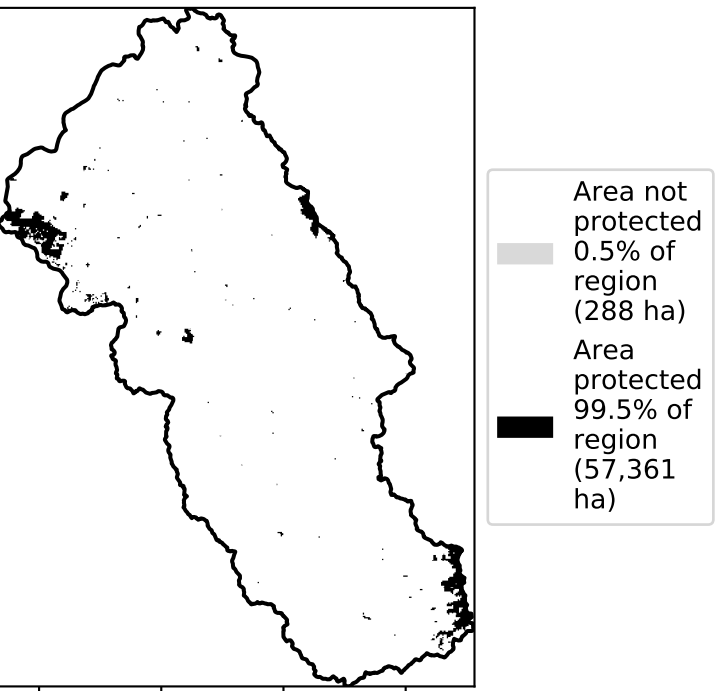 Area not
protected
0.5% of
region
(288 ha)
Area
protected
99.5% of
region
(57,361
ha)